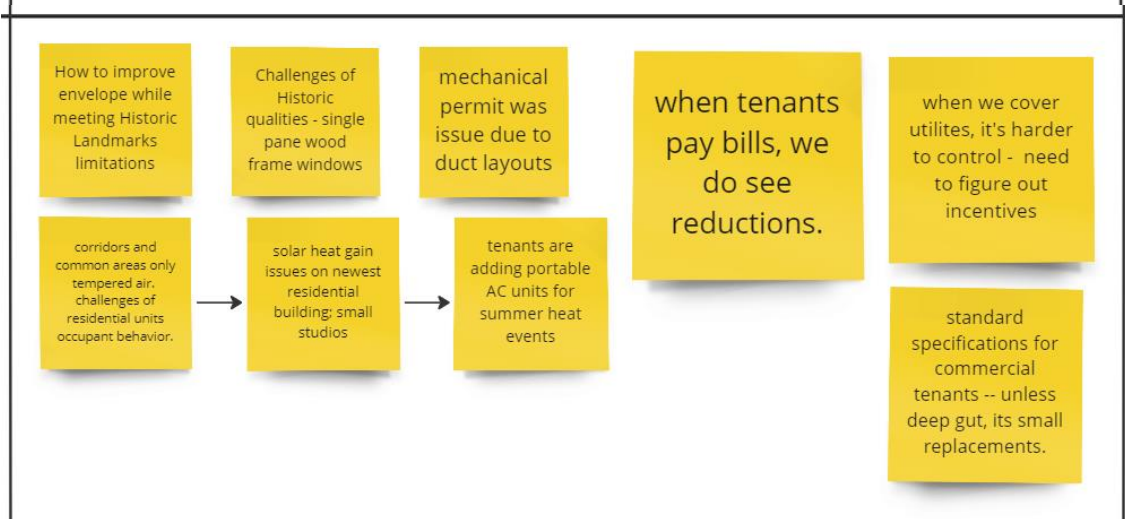 How to improve
envelope while
meeting Historic
Landmarks
limitations
Challenges of
Historic
qualities - single
pane wood
frame windows
mechanical
permit was
issue due to
duct layouts
when tenants
pay bills, we
do see
reductions.
when we cover
utilites, it's harder
to control - need
to figure out
incentives
corridors and
common areas only
tempered air.
challenges of
residential units
occupant behavior.
solar heat gain
issues on newest
residential
building; small
studios
tenants are
adding portable
AC units for
summer heat
events
standard
specifications for
commercial
tenants -- unless
deep gut, its small
replacements.